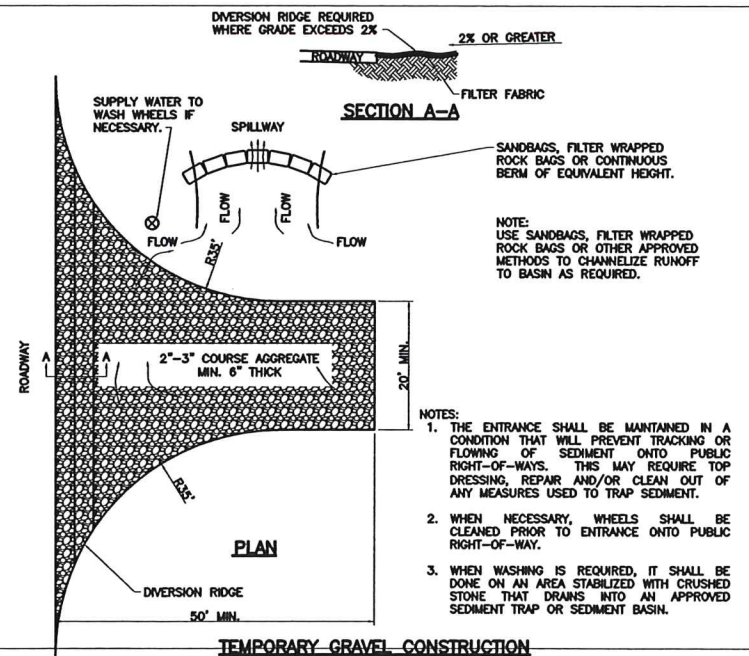 DIVERSION RIDGE REQUIRED
WHERE GRADE EXCEEDS 2%
2% OR GREATER
ROADWAY
FILTER FABRIC
SECTION A-A
SUPPLY WATER TO
WASH WHEELS IF
NECESSARY.
SPILLWAY
SANDBAGS, FILTER WRAPPED
ROCK BAGS OR CONTINUOUS
BERM OF EQUIVALENT HEIGHT.
FLOW
FLOW
FLOW
FLOW
NOTE:
USE SANDBAGS, FILTER WRAPPED
ROCK BAGS OR OTHER APPROVED
METHODS TO CHANNELIZE RUNOFF
TO BASIN AS REQUIRED.
R35'
ROADWAY
A
A
2"-3" COURSE AGGREGATE
MIN. 6" THICK
20' MIN.
R35'
PLAN
DIVERSION RIDGE
50' MIN.
NOTES:
1. THE ENTRANCE SHALL BE MAINTAINED IN A
CONDITION THAT WILL PREVENT TRACKING OR
FLOWING OF SEDIMENT ONTO PUBLIC
RIGHT-OF-WAYS. THIS MAY REQUIRE TOP
DRESSING, REPAIR AND/OR CLEAN OUT OF
ANY MEASURES USED TO TRAP SEDIMENT.
2. WHEN NECESSARY, WHEELS SHALL BE
CLEANED PRIOR TO ENTRANCE ONTO PUBLIC
RIGHT-OF-WAY.
3. WHEN WASHING IS REQUIRED, IT SHALL BE
DONE ON AN AREA STABILIZED WITH CRUSHED
STONE THAT DRAINS INTO AN APPROVED
SEDIMENT TRAP OR SEDIMENT BASIN.
TEMPORARY GRAVEL CONSTRUCTION